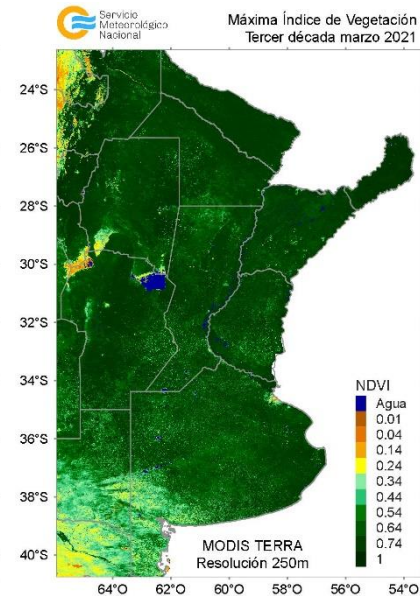 Servicio
Meteorológico
Nacional
Máxima Índice de Vegetación
Tercer década marzo 2021
24°S
26°S
28°S
30°S
32°S
34°S
36°S
38°S
40°S
NDVI
Agua
0.01
0.04
0.14
0.24
0.34
0.44
0.54
0.64
0.74
1
MODIS TERRA
Resolución 250m
64°O 62°O 60°O 58°O 56°O 54°O